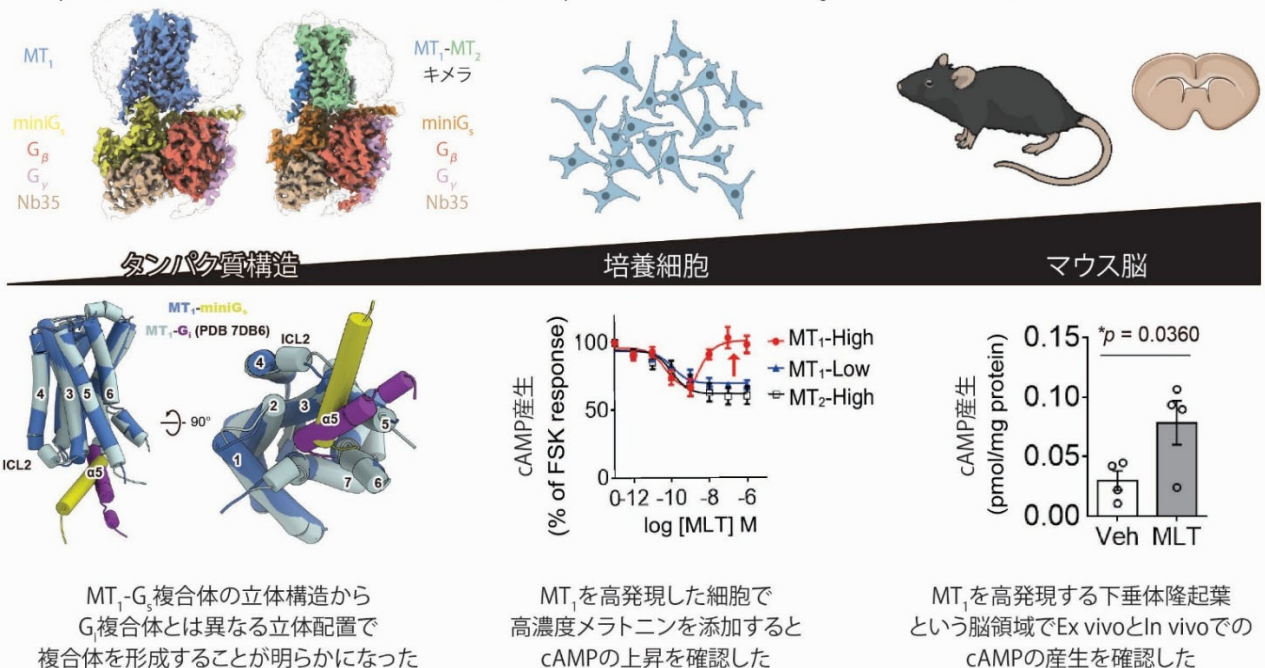 MT₁
miniGₛ
Gᵦ
Gᵧ
Nb35
MT₁-MT₂
キメラ
miniGₛ
Gᵦ
Gᵧ
Nb35
タンパク質構造
培養細胞
マウス脳
MT₁-miniGₛ
MT₁-Gᵢ (PDB 7DB6)
4
3
5
6
ICL2
α5
90°
ICL2
4
2
3
α5
5
1
7
6
cAMP産生
(% of FSK response)
100
50
0
0
-12
-10
-8
-6
log [MLT] M
MT₁-High
MT₁-Low
MT₂-High
cAMP産生
(pmol/mg protein)
0.15
0.10
0.05
0.00
*p = 0.0360
Veh MLT
MT₁-Gₛ複合体の立体構造から
Gᵢ複合体とは異なる立体配置で
複合体を形成することが明らかになった
MT₁を高発現した細胞で
高濃度メラトニンを添加すると
cAMPの上昇を確認した
MT₁を高発現する下垂体隆起葉
という脳領域でEx vivoとIn vivoでの
cAMPの産生を確認した